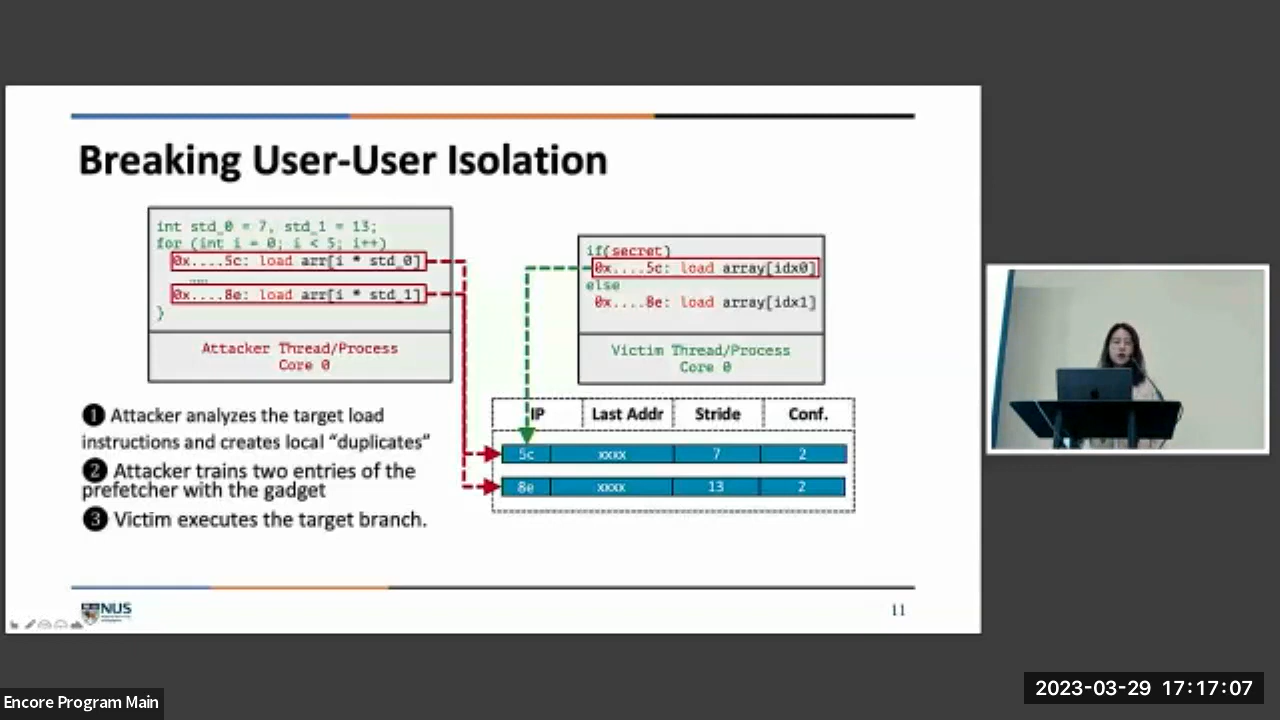 Breaking User-User Isolation
int std_0 = 7, std_1 = 13;
for (int i = 0; i < 5; i++)
0x....5c: load arr[i * std_0]
....
0x....8e: load arr[i * std_1]
}
Attacker Thread/Process
Core 0
if(secret)
0x....5c: load array[idx0]
else
0x....8e: load array[idx1]
Victim Thread/Process
Core 0
❶ Attacker analyzes the target load
instructions and creates local “duplicates”
❷ Attacker trains two entries of the
prefetcher with the gadget
❸ Victim executes the target branch.
IP Last Addr Stride Conf.
5c xxxx 7 2
8e xxxx 13 2
NUS
11
Encore Program Main
2023-03-29 17:17:07